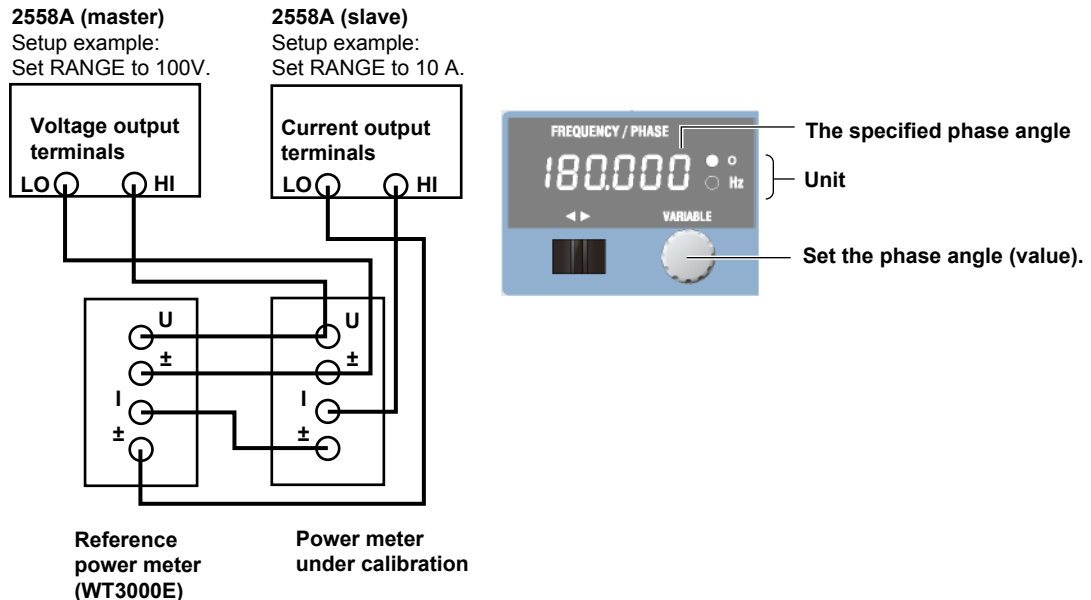 2558A (master)
Setup example:
Set RANGE to 100V.
2558A (slave)
Setup example:
Set RANGE to 10 A.
Voltage output
terminals
LO HI
Current output
terminals
LO HI
U
±
I
±
U
±
I
±
Reference
power meter
(WT3000E)
Power meter
under calibration
FREQUENCY / PHASE
180.000 °
Hz
◀ ▶ VARIABLE
The specified phase angle
Unit
Set the phase angle (value).